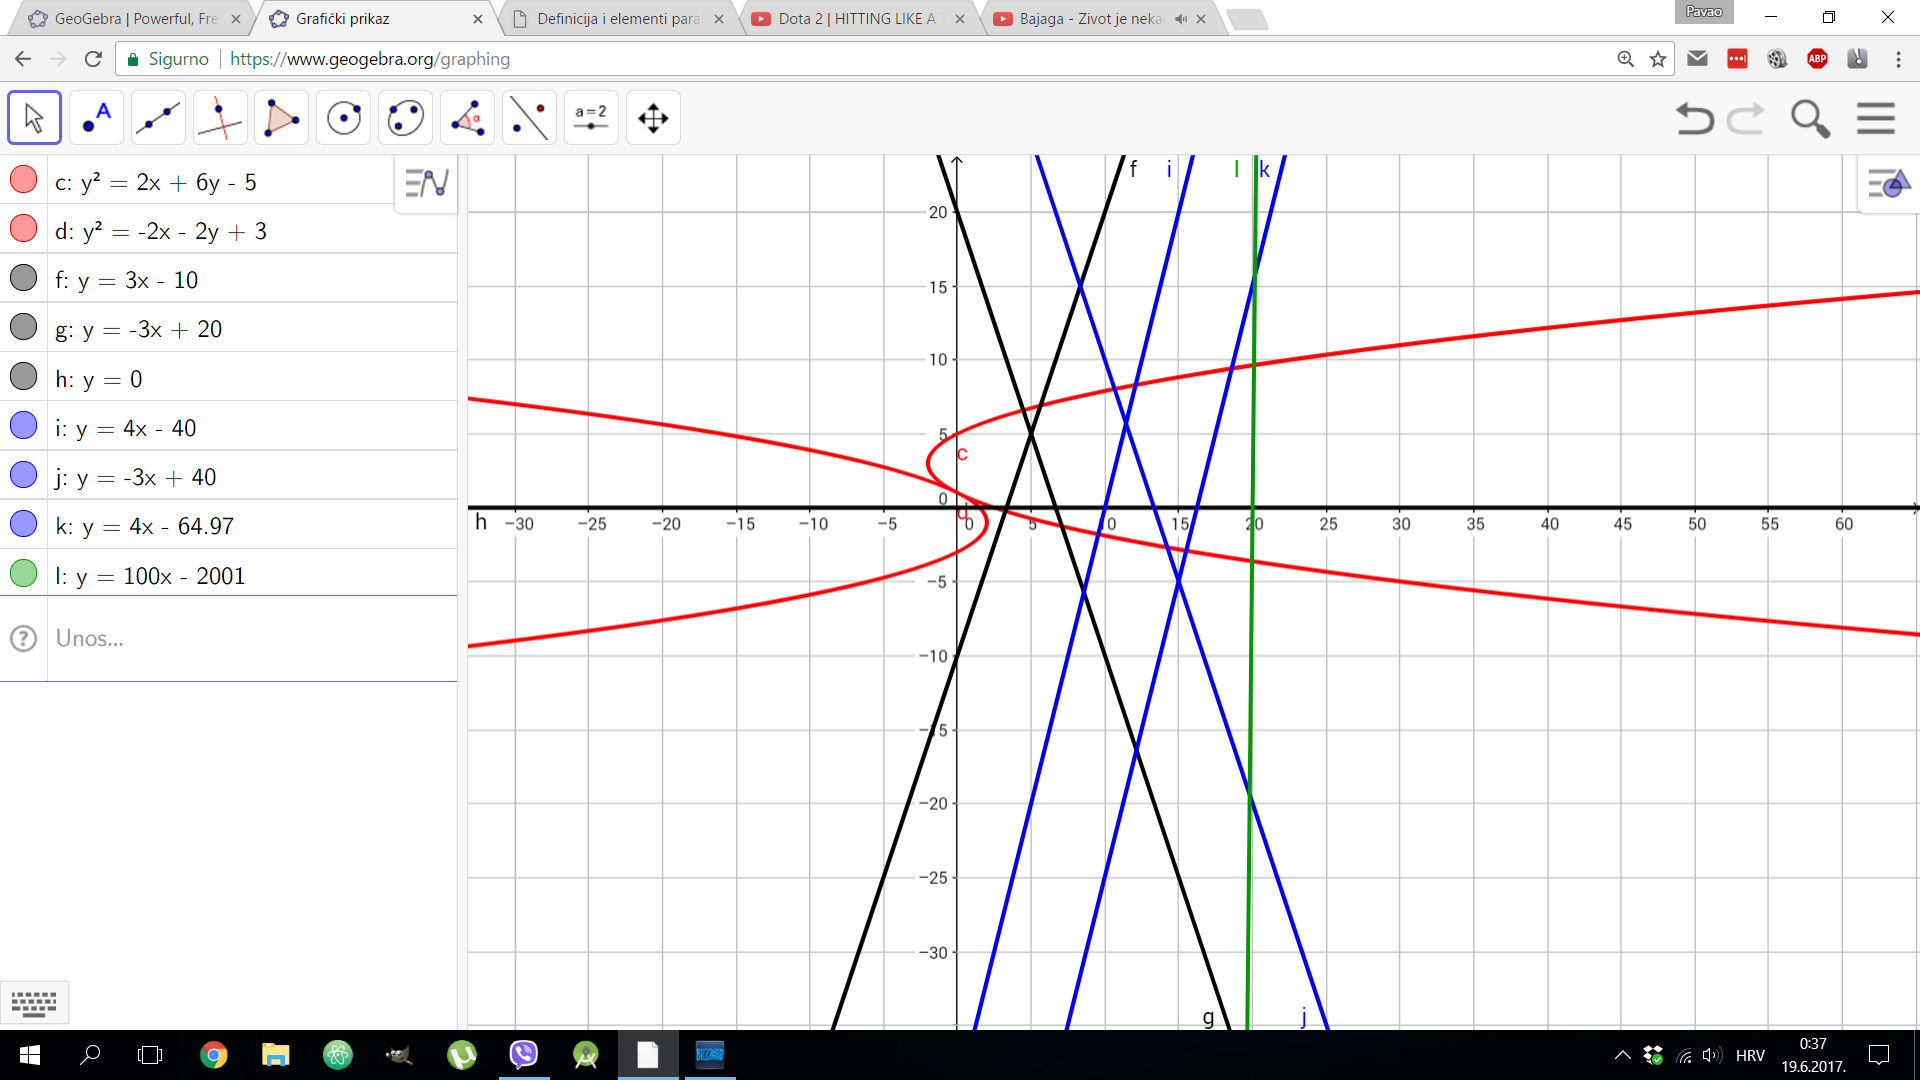 GeoGebra | Powerful, Fre
Grafički prikaz
Definicija i elementi para
Dota 2 | HITTING LIKE A T
Bajaga - Zivot je neka
Pavao
Sigurno
https://www.geogebra.org/graphing
ABP
A
α
a=2
c: y² = 2x + 6y - 5
d: y² = -2x - 2y + 3
f: y = 3x - 10
g: y = -3x + 20
h: y = 0
i: y = 4x - 40
j: y = -3x + 40
k: y = 4x - 64.97
l: y = 100x - 2001
Unos...
f i l k
20
15
10
5
c
0
d
h −30 −25 −20 −15 −10 −5 0 5 10 15 20 25 30 35 40 45 50 55 60
−5
−10
−15
−20
−25
−30
g j
BLIZZARD
HRV
0:37
19.6.2017.